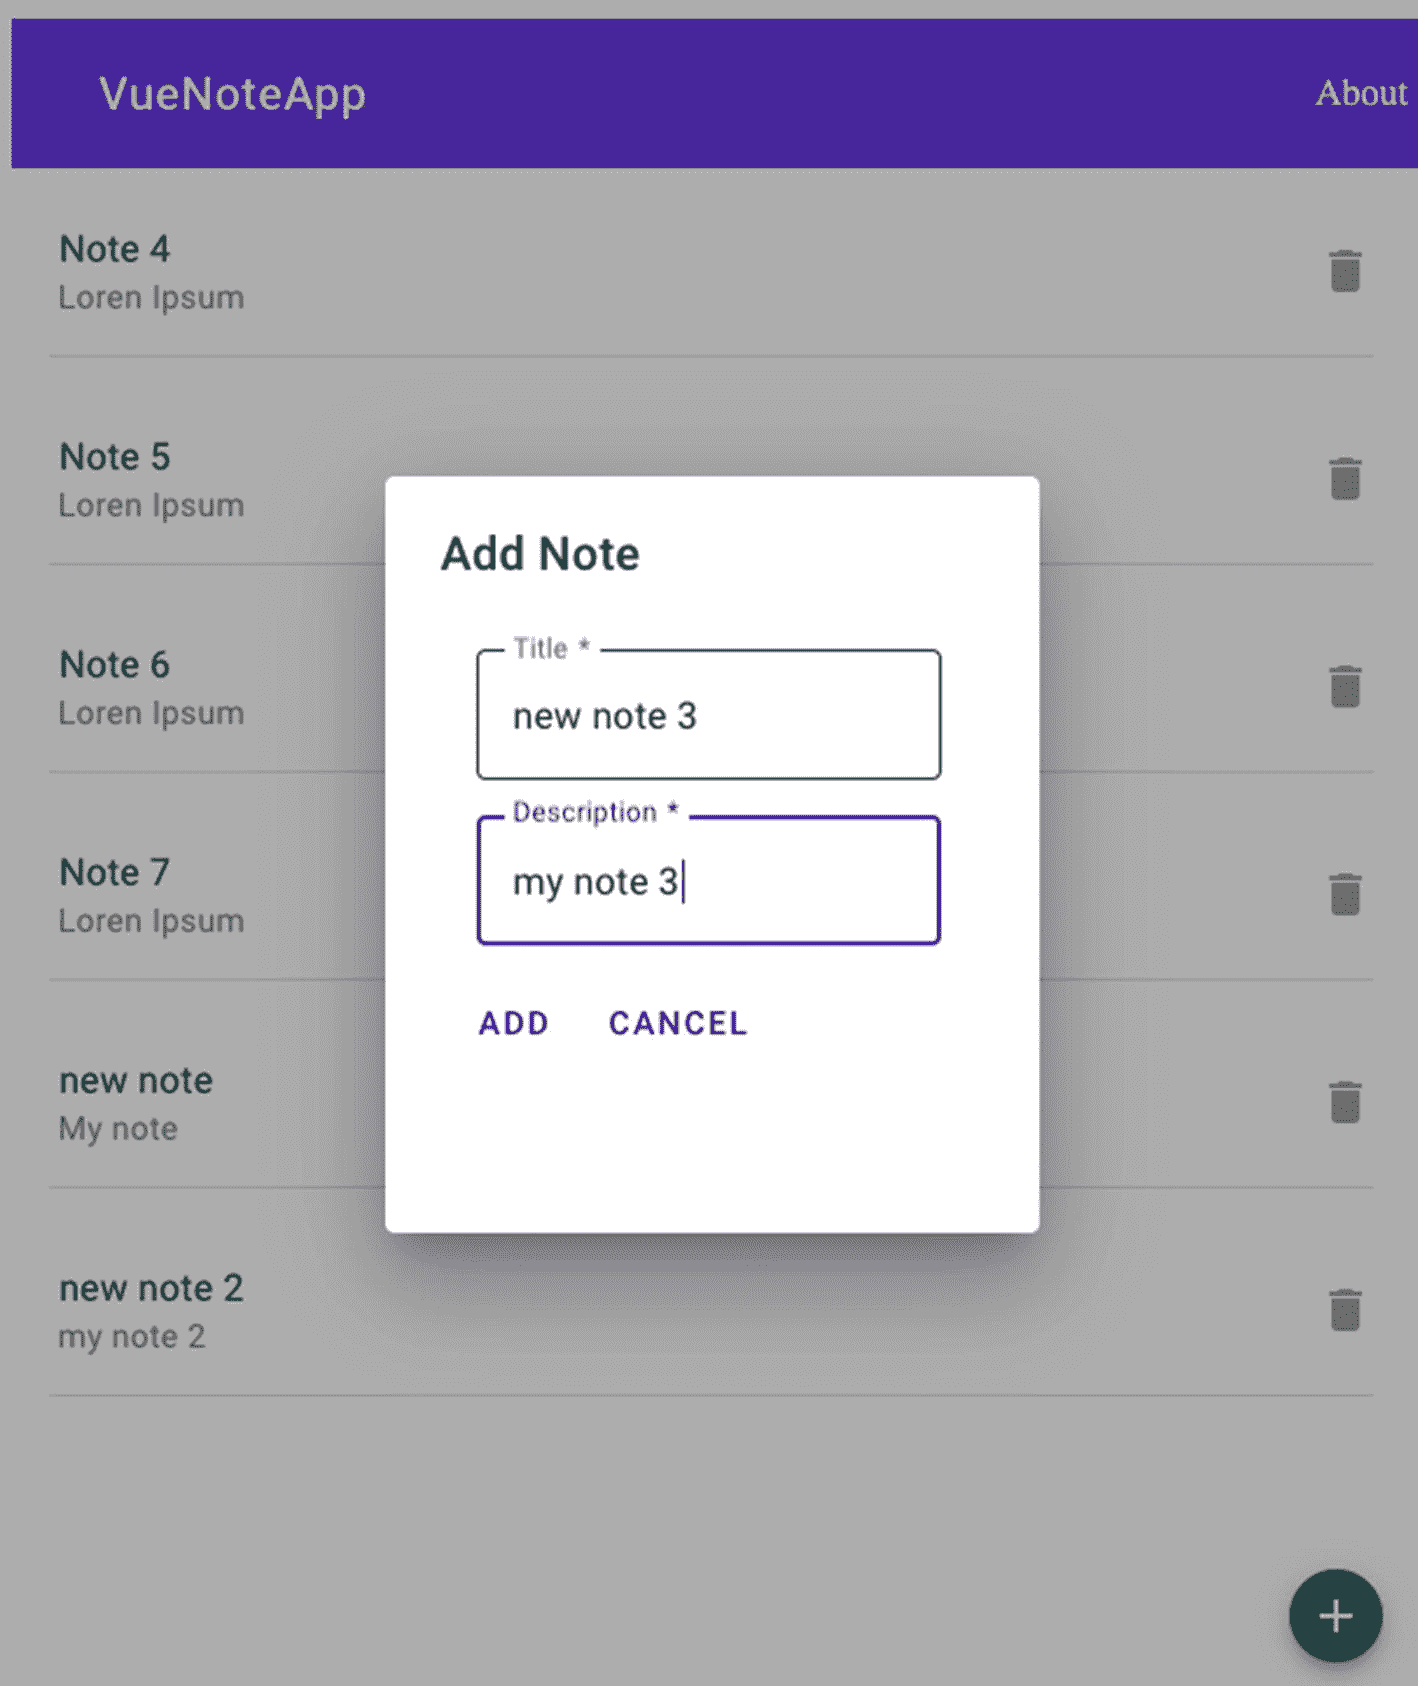 VueNoteApp
About
Note 4
Loren Ipsum
Note 5
Loren Ipsum
Note 6
Loren Ipsum
Note 7
Loren Ipsum
new note
My note
new note 2
my note 2
Add Note
Title *
new note 3
Description *
my note 3
ADD CANCEL